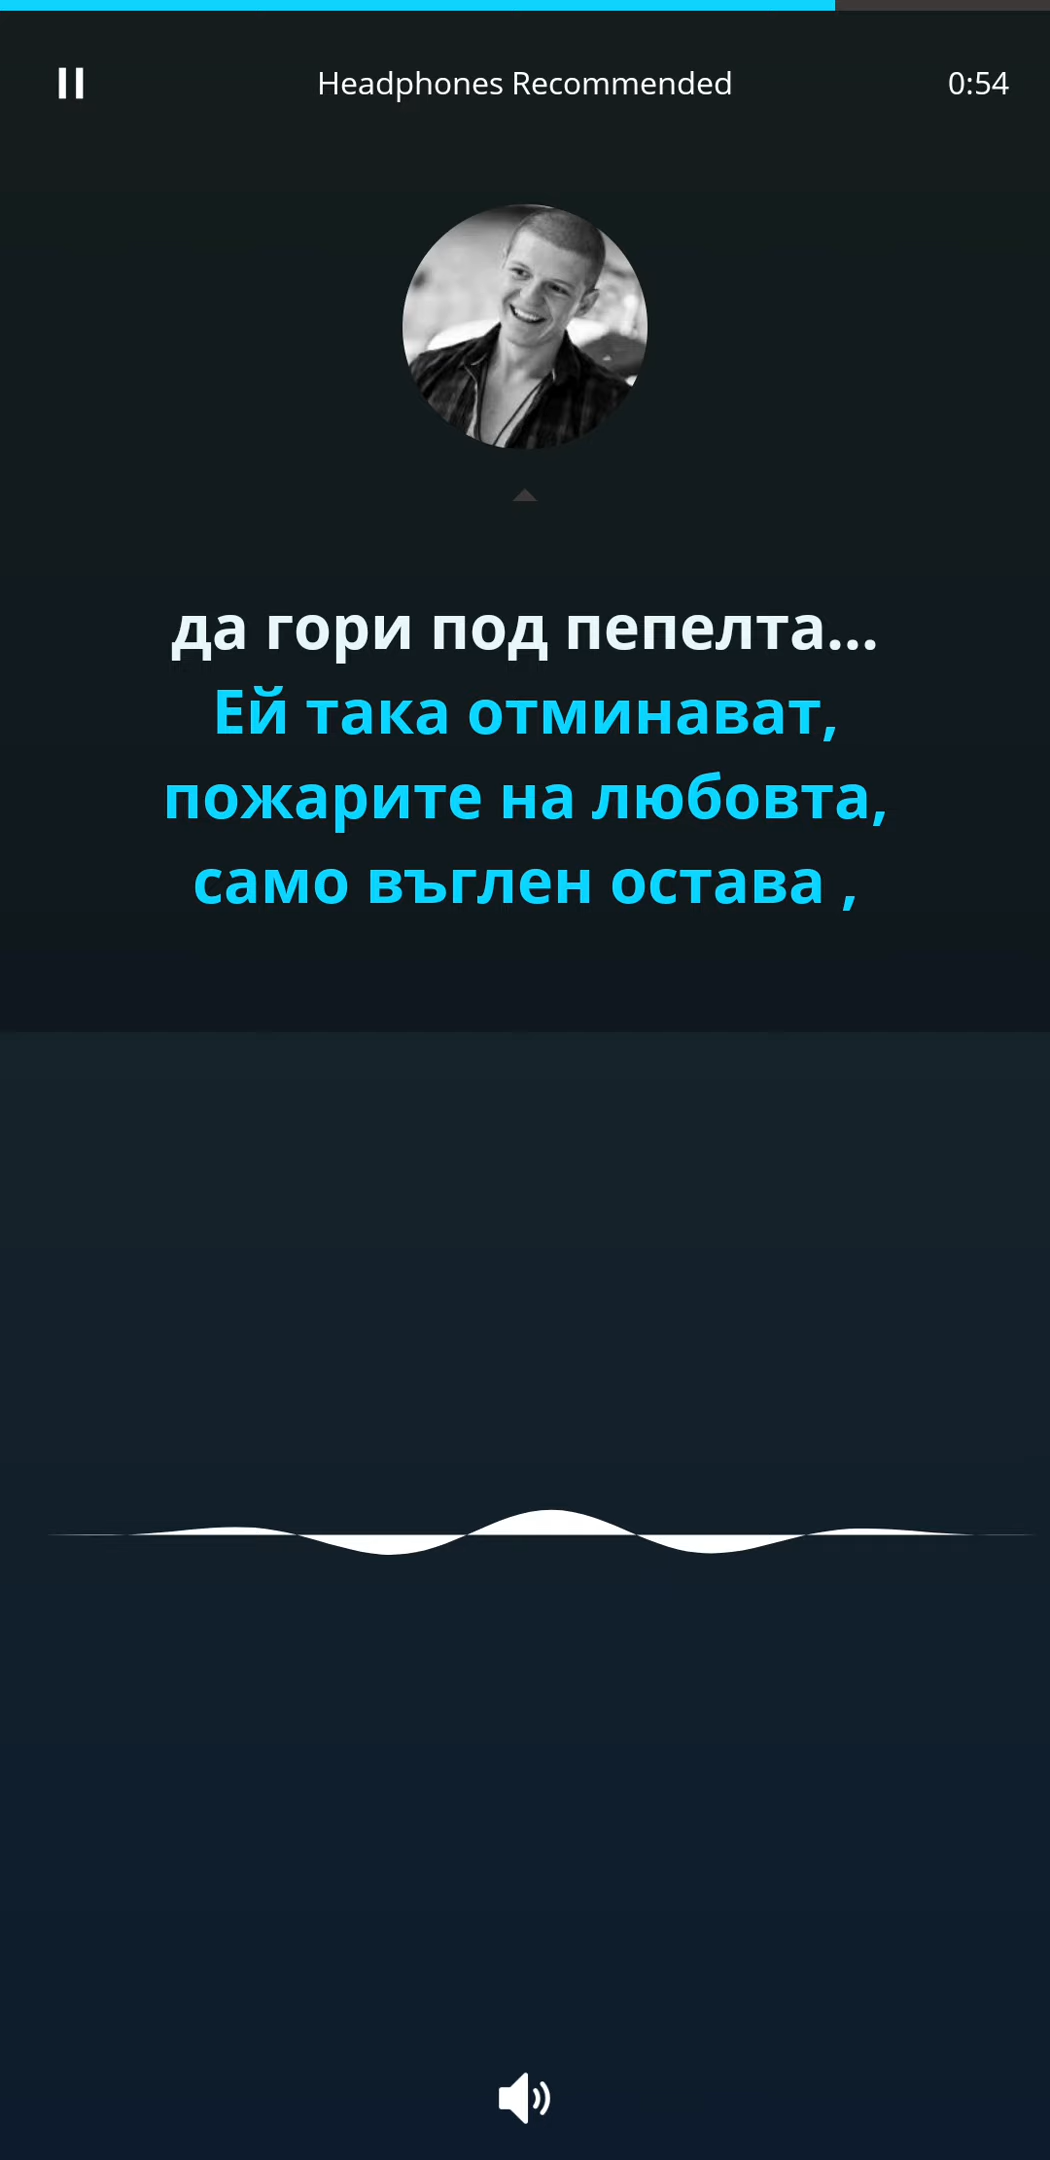 Headphones Recommended
0:54
да гори под пепелта...
Ей така отминават,
пожарите на любовта,
само въглен остава ,